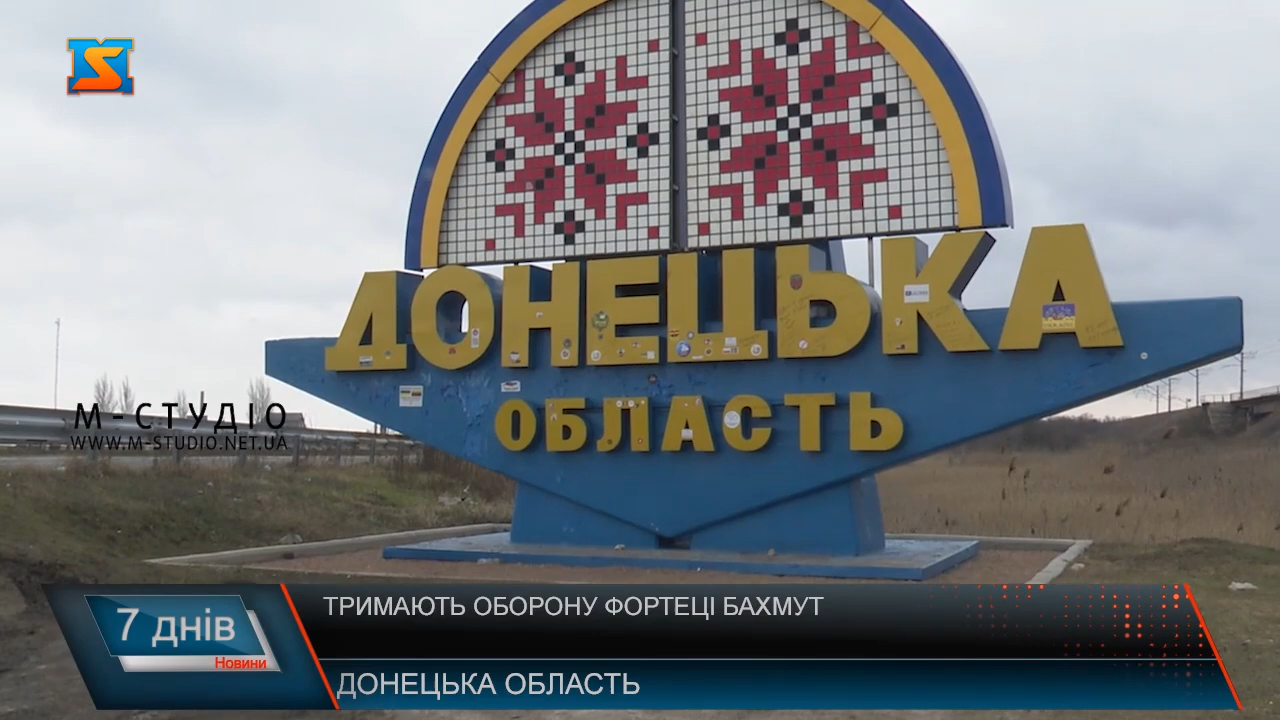 ДОНЕЦЬКА
ОБЛАСТЬ
М-СТУДІО
WWW.M-STUDIO.NET.UA
7 днів
Новини
ТРИМАЮТЬ ОБОРОНУ ФОРТЕЦІ БАХМУТ
ДОНЕЦЬКА ОБЛАСТЬ